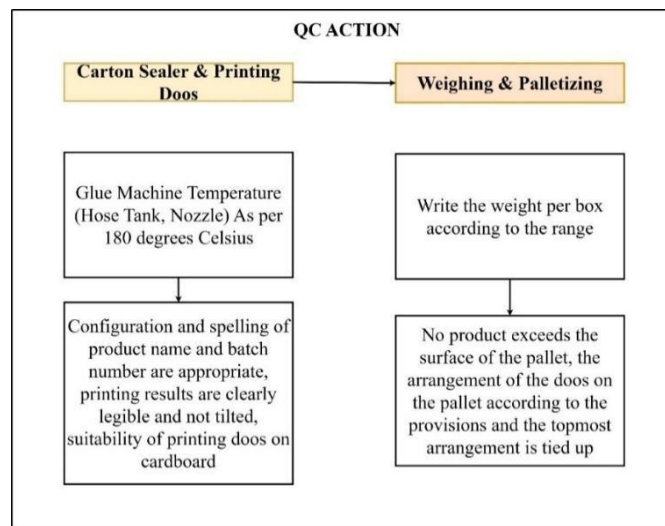 QC ACTION
Carton Sealer & Printing
Doos
Weighing & Palletizing
Glue Machine Temperature
(Hose Tank, Nozzle) As per
180 degrees Celsius
Write the weight per box
according to the range
Configuration and spelling of
product name and batch
number are appropriate,
printing results are clearly
legible and not tilted,
suitability of printing doos on
cardboard
No product exceeds the
surface of the pallet, the
arrangement of the doos on
the pallet according to the
provisions and the topmost
arrangement is tied up